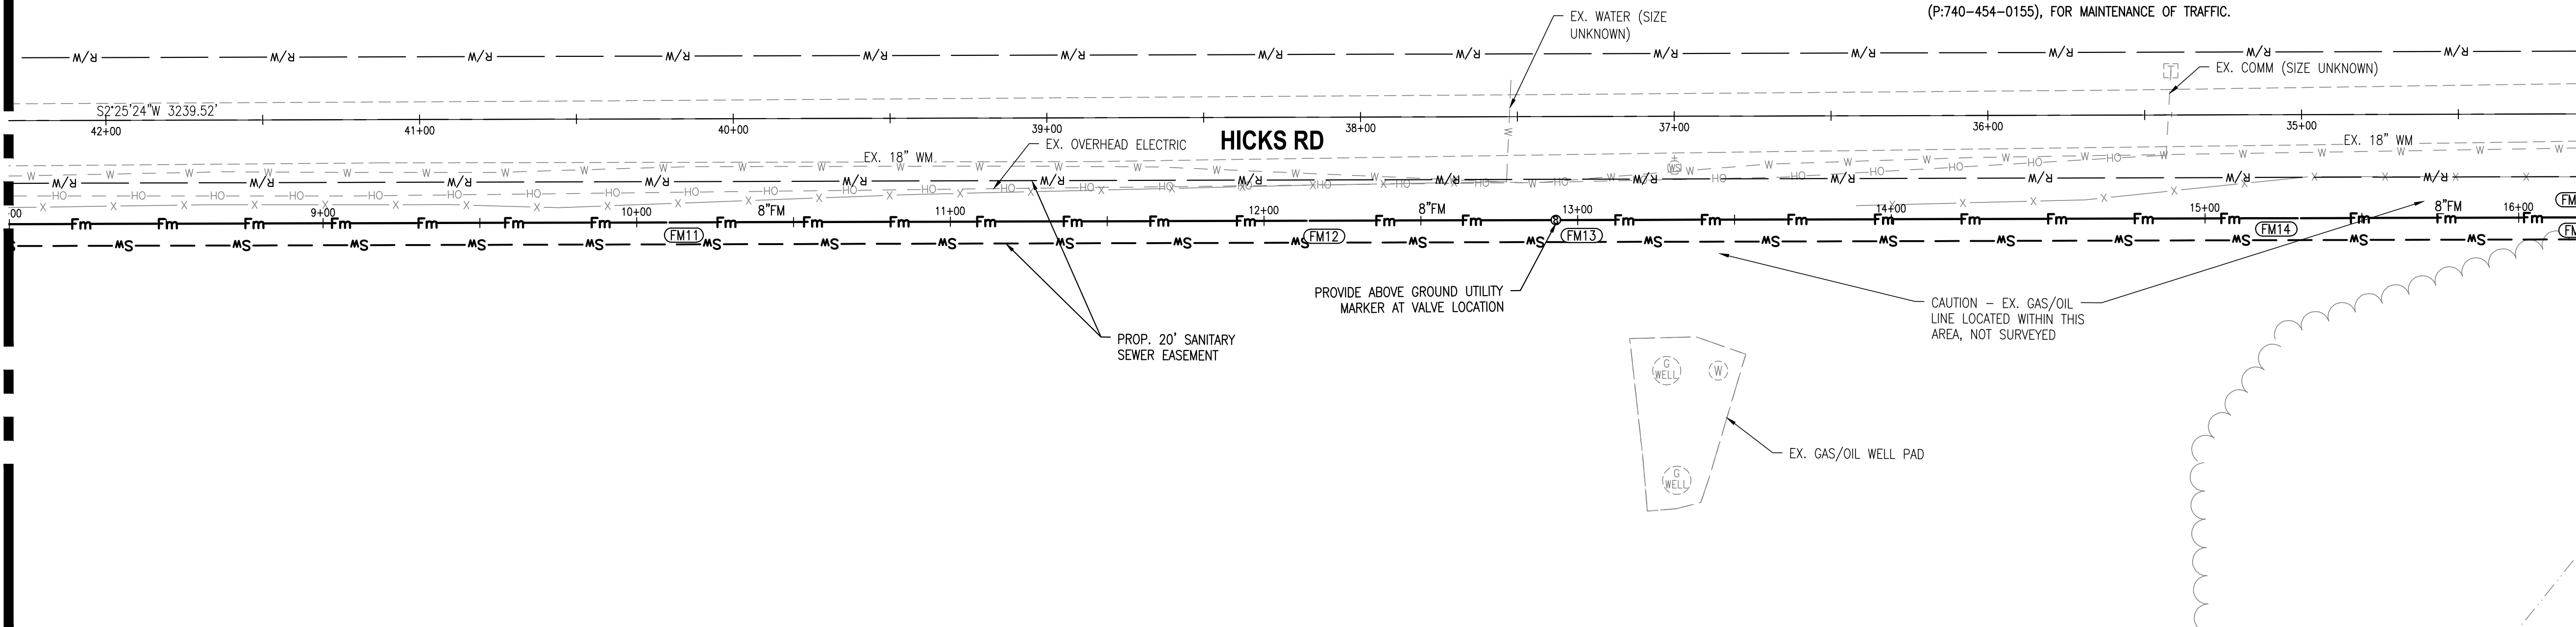 (P:740-454-0155), FOR MAINTENANCE OF TRAFFIC.
EX. WATER (SIZE
UNKNOWN)
R/W R/W R/W R/W R/W R/W R/W R/W R/W R/W R/W R/W R/W
T
EX. COMM (SIZE UNKNOWN)
S2°25'24"W 3239.52'
42+00 41+00 40+00 39+00 38+00 37+00 36+00 35+00
HICKS RD
EX. OVERHEAD ELECTRIC
EX. 18" WM
EX. 18" WM
WS
9+00 10+00 11+00 12+00 13+00 14+00 15+00 16+00
8"FM
8"FM
8"FM
FM11
FM12
FM13
FM14
PROVIDE ABOVE GROUND UTILITY
MARKER AT VALVE LOCATION
CAUTION – EX. GAS/OIL
LINE LOCATED WITHIN THIS
AREA, NOT SURVEYED
PROP. 20' SANITARY
SEWER EASEMENT
G
WELL
W
EX. GAS/OIL WELL PAD
G
WELL